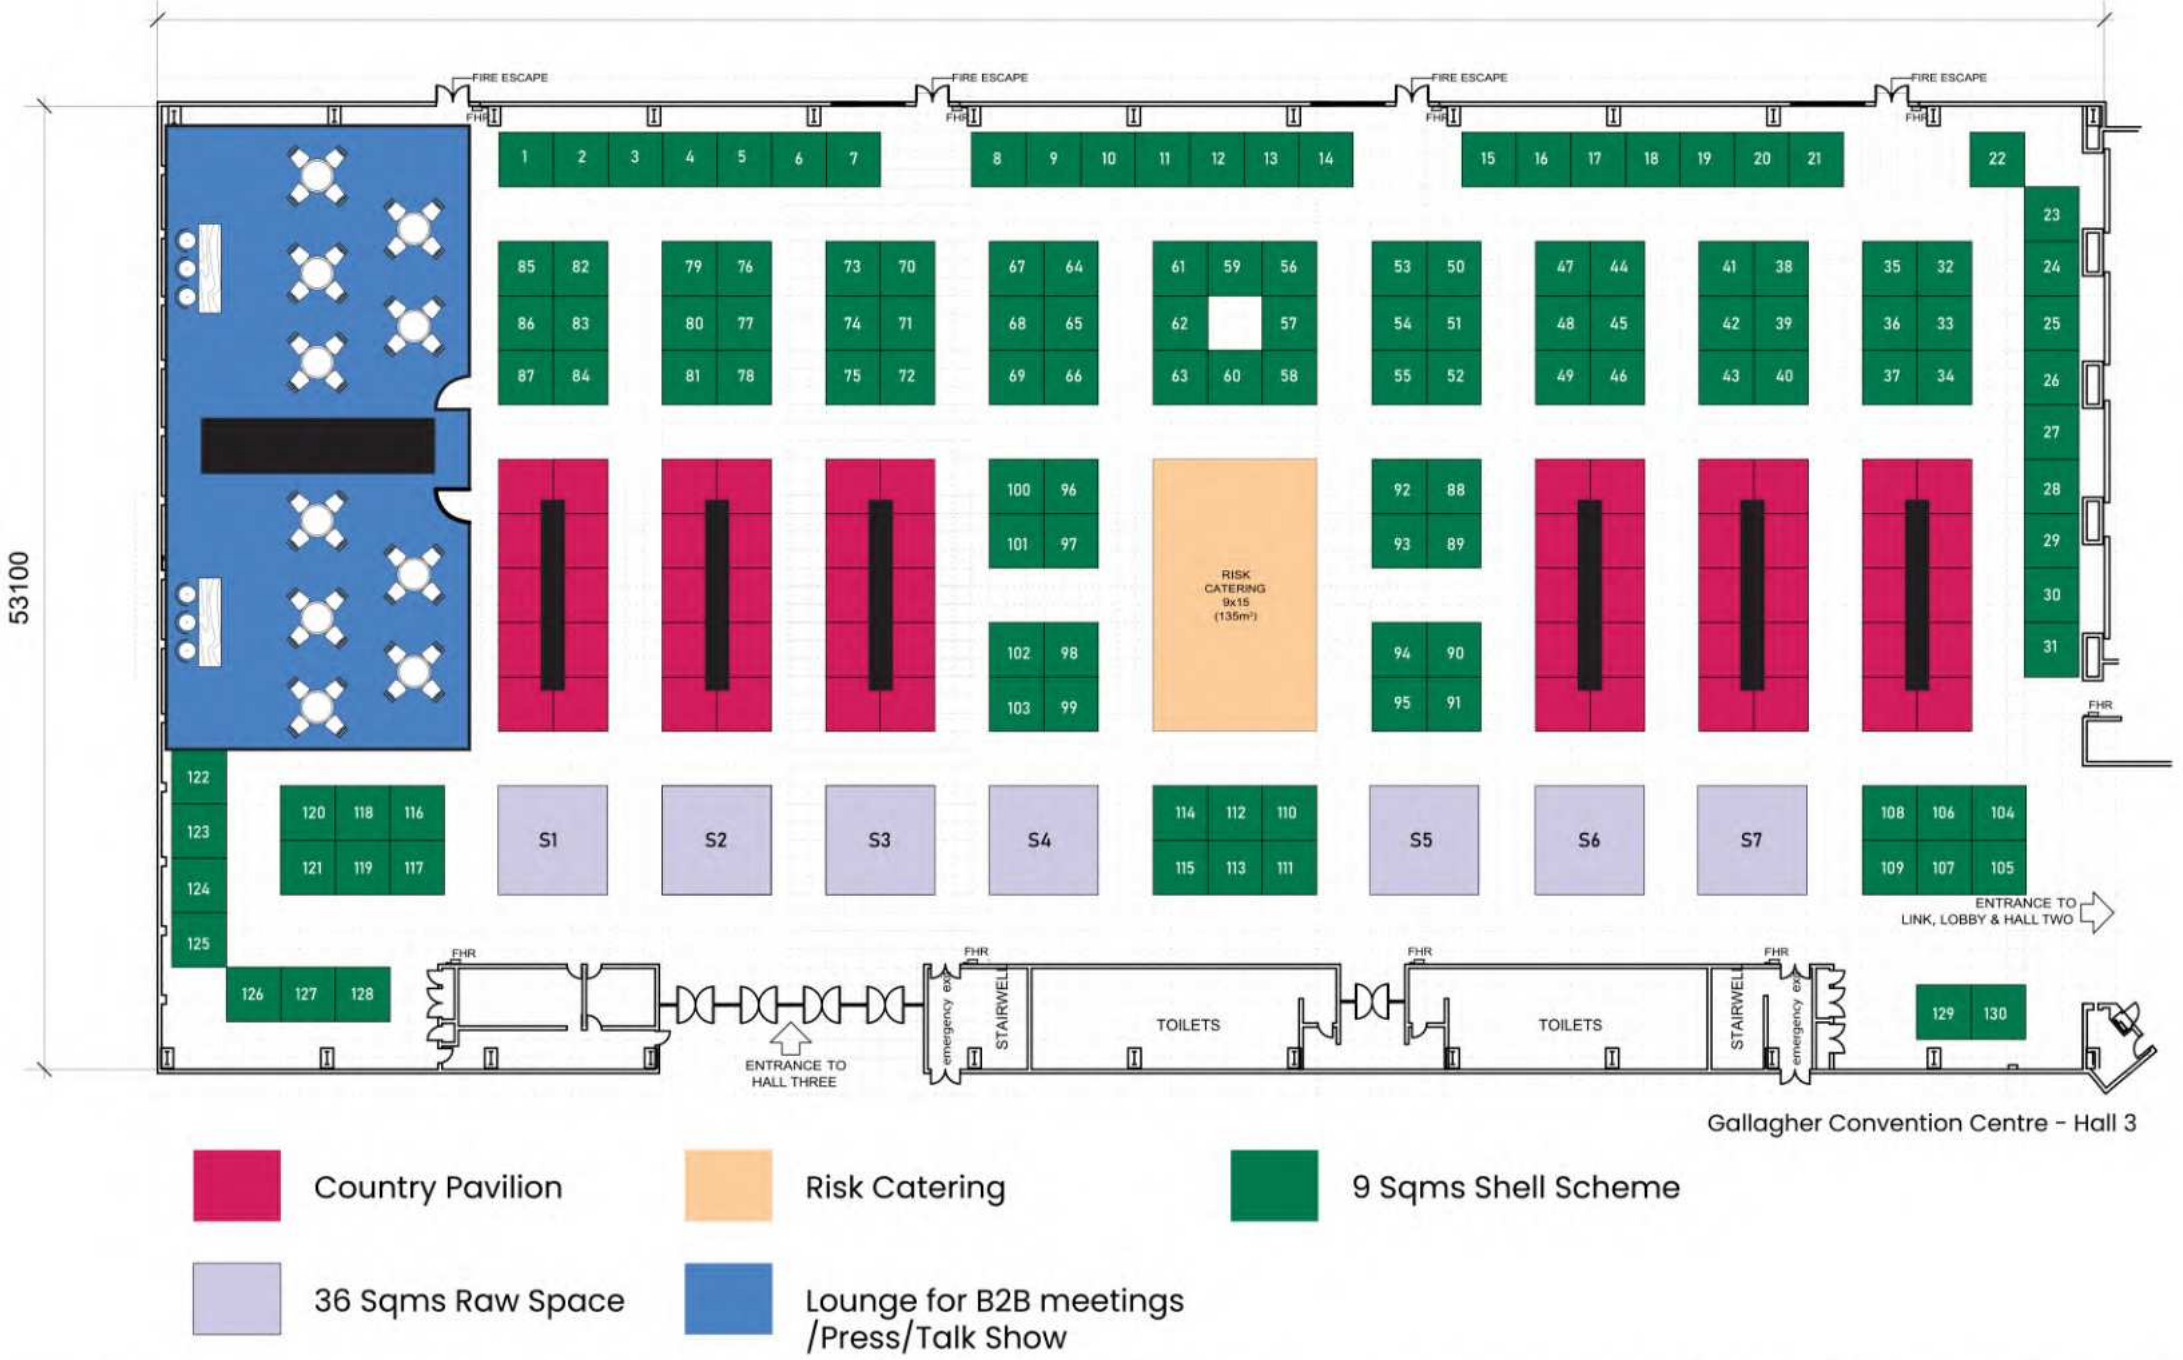 FIRE ESCAPE FIRE ESCAPE FIRE ESCAPE FIRE ESCAPE
FHR FHR FHR FHR
1 2 3 4 5 6 7 8 9 10 11 12 13 14 15 16 17 18 19 20 21 22
23
85 82 79 76 73 70 67 64 61 59 56 53 50 47 44 41 38 35 32 24
86 83 80 77 74 71 68 65 62 57 54 51 48 45 42 39 36 33 25
87 84 81 78 75 72 69 66 63 60 58 55 52 49 46 43 40 37 34 26
27
100 96 92 88 28
101 97 93 89 29
53100
RISK
CATERING
9x15
(135m²)
30
102 98 94 90 31
103 99 95 91
FHR
122
120 118 116 114 112 110 108 106 104
123 S1 S2 S3 S4 S5 S6 S7
121 119 117 115 113 111 109 107 105
124
ENTRANCE TO
LINK, LOBBY & HALL TWO
125
FHR FHR FHR FHR
126 127 128
emergency exit
STAIRWELL
TOILETS
TOILETS
STAIRWELL
emergency exit
129 130
ENTRANCE TO
HALL THREE
Gallagher Convention Centre - Hall 3
Country Pavilion
Risk Catering
9 Sqms Shell Scheme
36 Sqms Raw Space
Lounge for B2B meetings
/Press/Talk Show